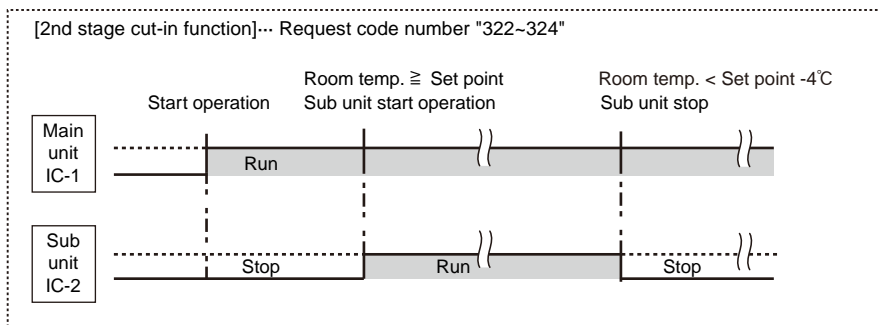 [2nd stage cut-in function]··· Request code number "322~324"
Room temp. ≧ Set point
Sub unit start operation
Room temp. < Set point -4℃
Sub unit stop
Start operation
Main
unit
IC-1
Run
Sub
unit
IC-2
Stop
Run
Stop